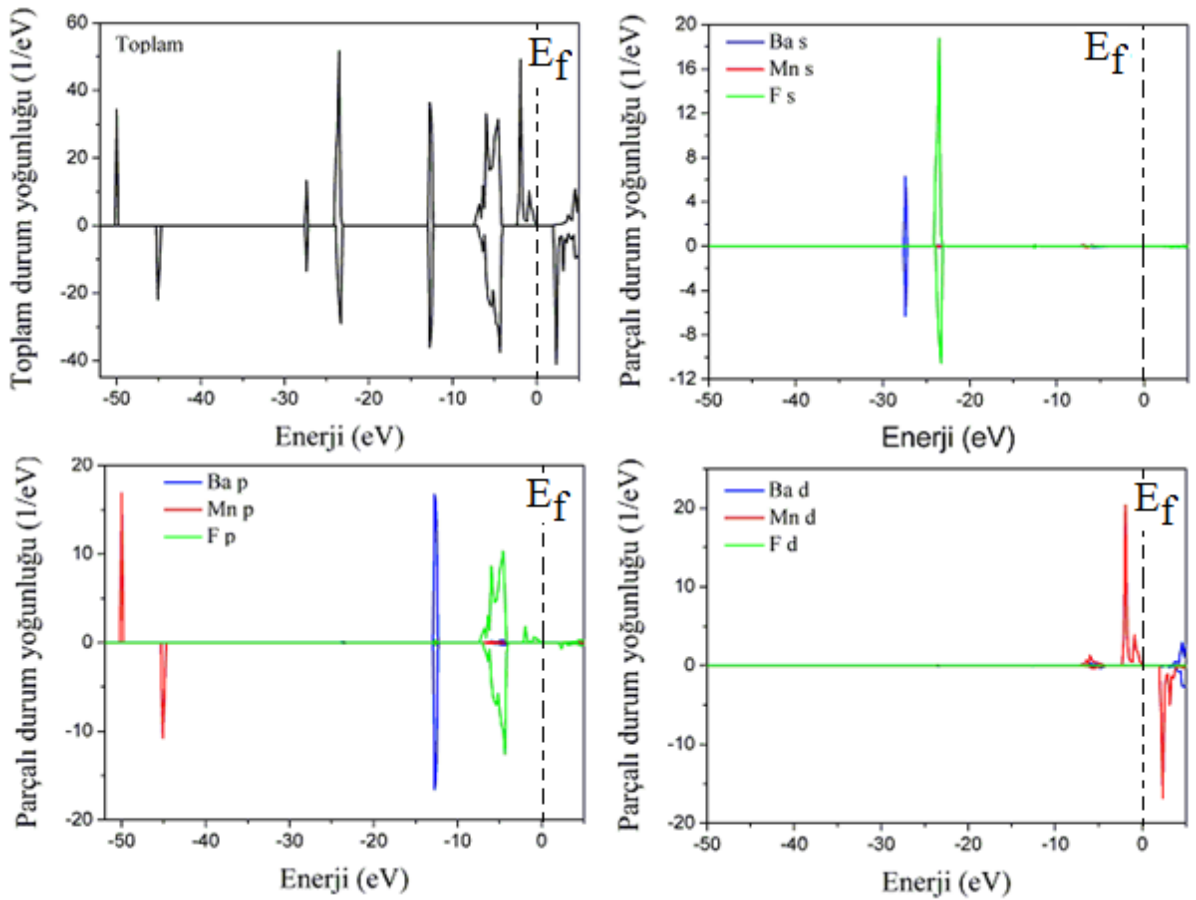 Toplam
E_f
Toplam durum yoğunluğu (1/eV)
60
40
20
0
-20
-40
-50
-40
-30
-20
-10
0
Enerji (eV)
Ba s
Mn s
F s
E_f
Parçalı durum yoğunluğu (1/eV)
20
16
12
8
4
0
-4
-8
-12
-50
-40
-30
-20
-10
0
Enerji (eV)
Ba p
Mn p
F p
E_f
Parçalı durum yoğunluğu (1/eV)
20
10
0
-10
-20
-50
-40
-30
-20
-10
0
Enerji (eV)
Ba d
Mn d
F d
E_f
Parçalı durum yoğunluğu (1/eV)
20
10
0
-10
-20
-50
-40
-30
-20
-10
0
Enerji (eV)